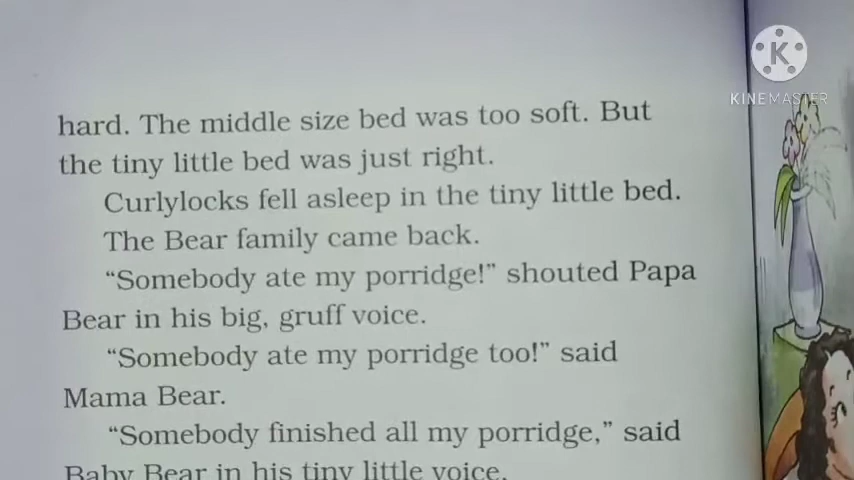 hard. The middle size bed was too soft. But
the tiny little bed was just right.
Curlylocks fell asleep in the tiny little bed.
The Bear family came back.
“Somebody ate my porridge!” shouted Papa
Bear in his big, gruff voice.
“Somebody ate my porridge too!” said
Mama Bear.
“Somebody finished all my porridge,” said
Baby Bear in his tiny little voice.
K
KINEMASTER